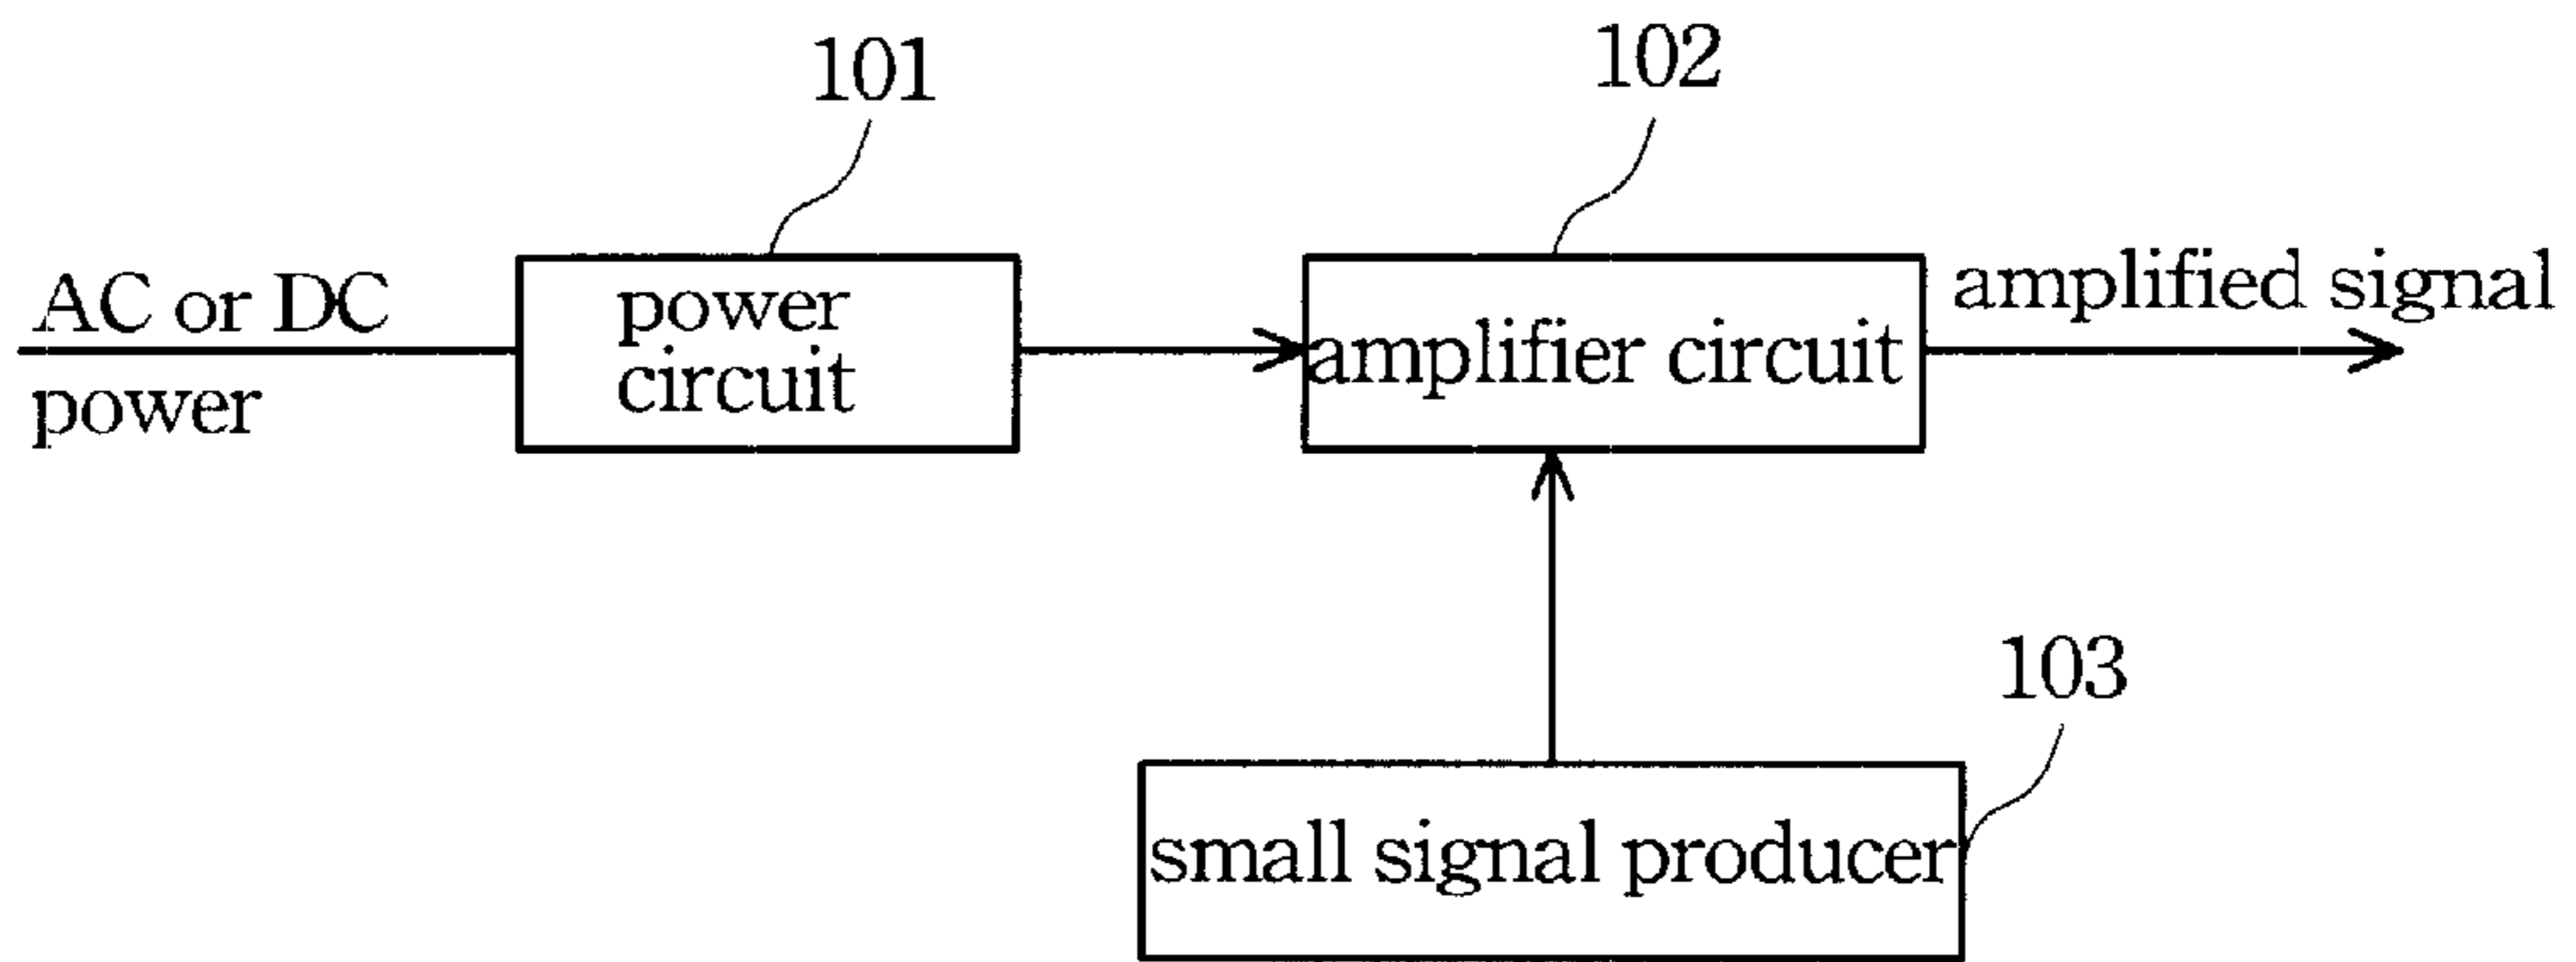 101
102
AC or DC
power
power
circuit
amplifier circuit
amplified signal
103
small signal producer